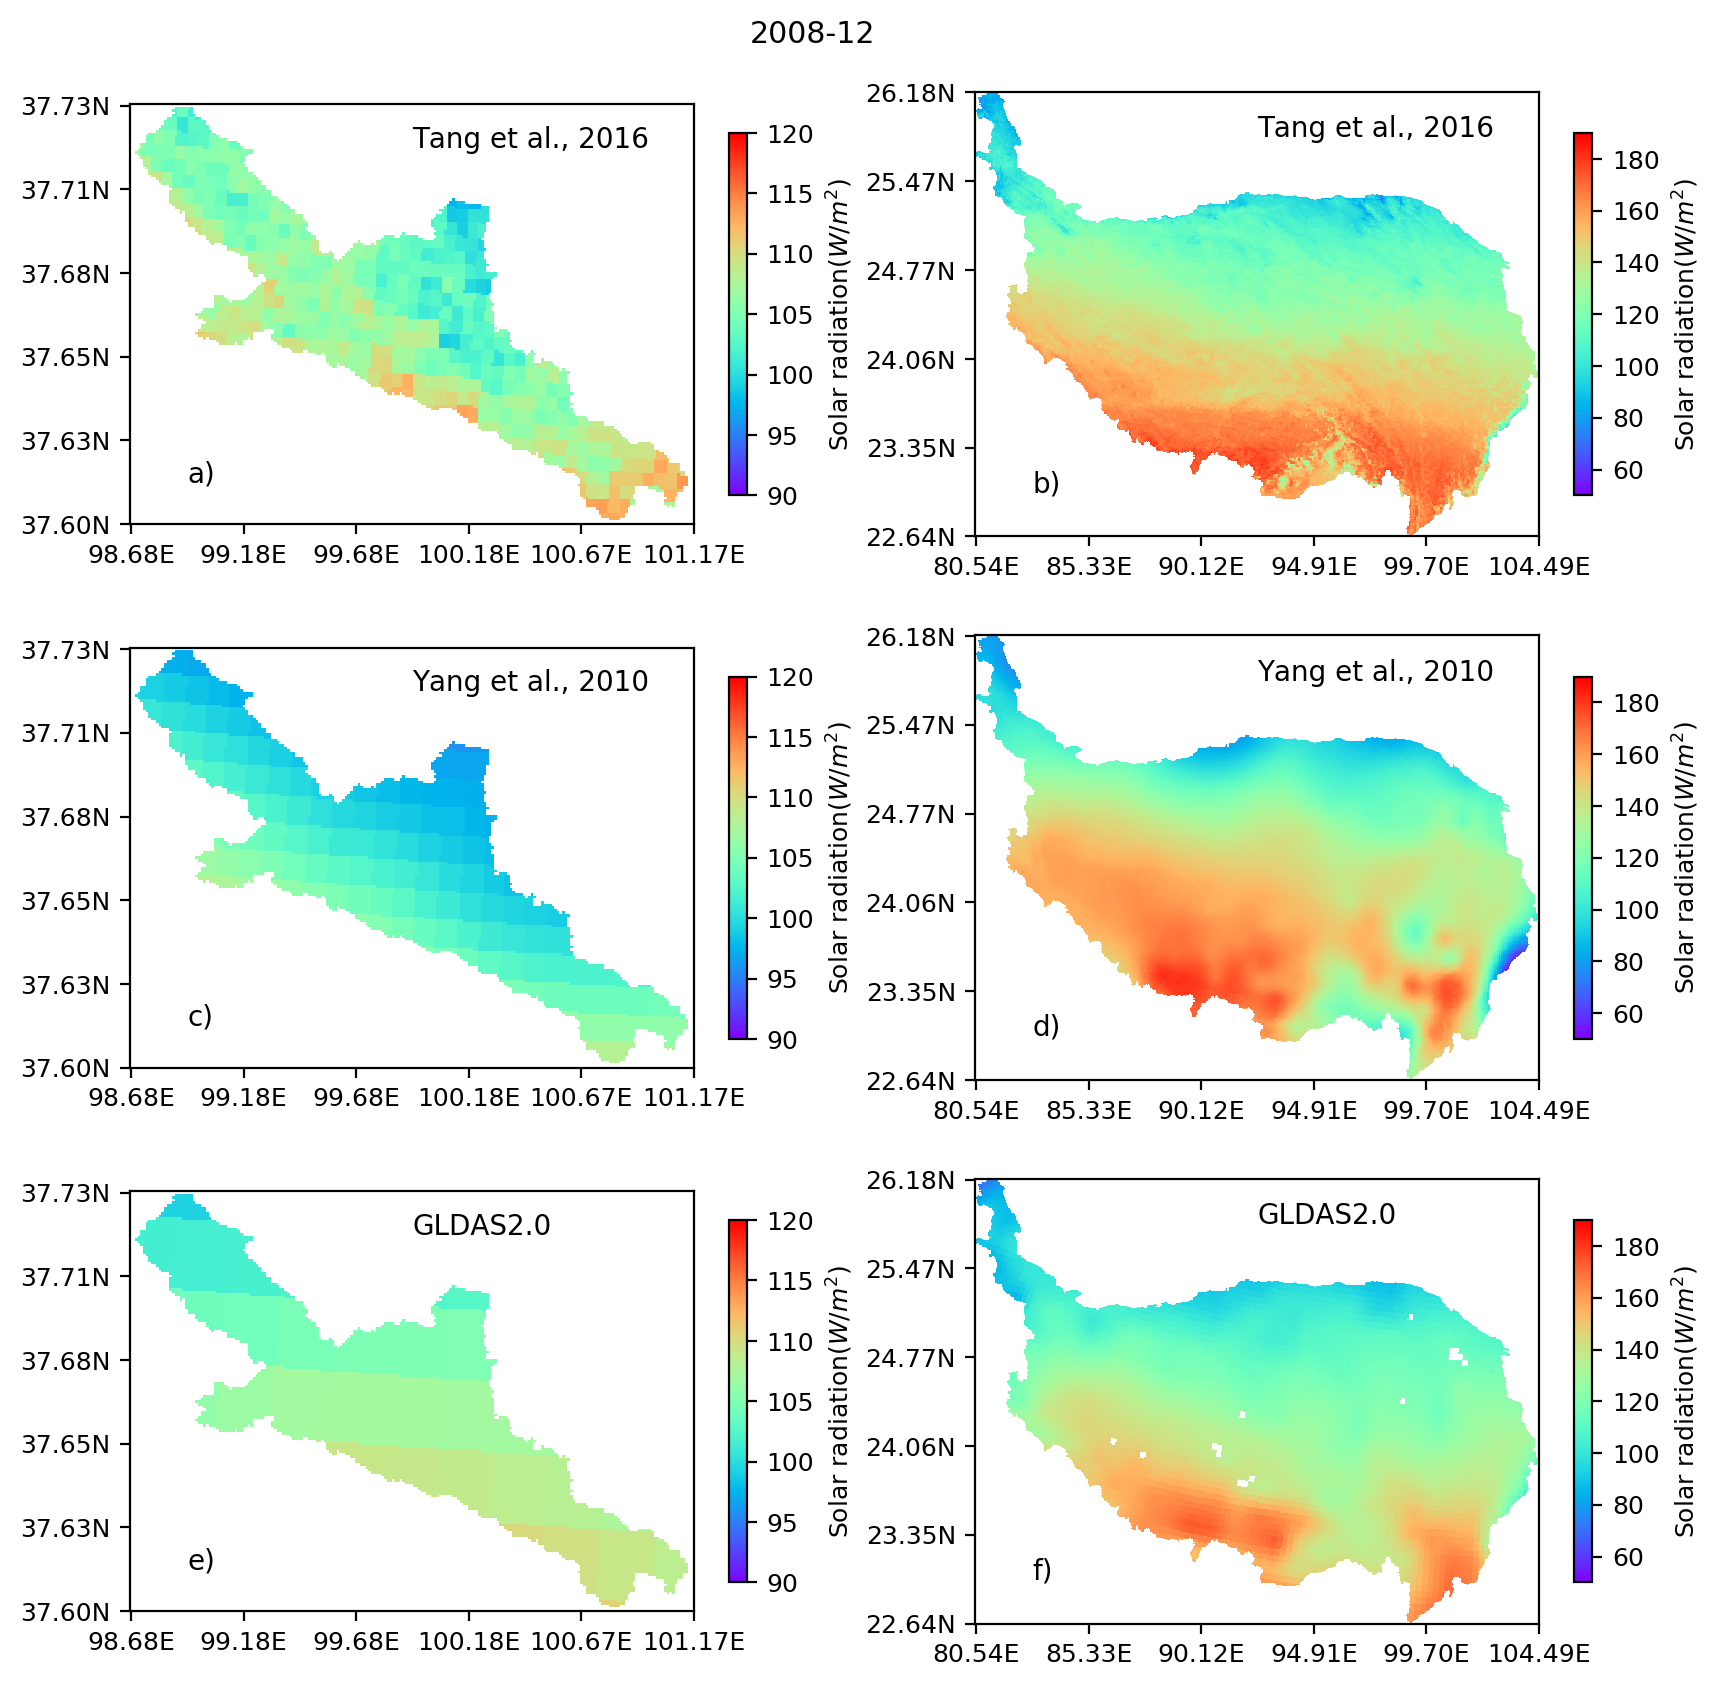 2008-12
37.73N
37.71N
37.68N
37.65N
37.63N
37.60N
98.68E 99.18E 99.68E 100.18E 100.67E 101.17E
Tang et al., 2016
a)
120
115
110
105
100
95
90
Solar radiation(W/m²)
26.18N
25.47N
24.77N
24.06N
23.35N
22.64N
80.54E 85.33E 90.12E 94.91E 99.70E 104.49E
Tang et al., 2016
b)
180
160
140
120
100
80
60
Solar radiation(W/m²)
37.73N
37.71N
37.68N
37.65N
37.63N
37.60N
98.68E 99.18E 99.68E 100.18E 100.67E 101.17E
Yang et al., 2010
c)
120
115
110
105
100
95
90
Solar radiation(W/m²)
26.18N
25.47N
24.77N
24.06N
23.35N
22.64N
80.54E 85.33E 90.12E 94.91E 99.70E 104.49E
Yang et al., 2010
d)
180
160
140
120
100
80
60
Solar radiation(W/m²)
37.73N
37.71N
37.68N
37.65N
37.63N
37.60N
98.68E 99.18E 99.68E 100.18E 100.67E 101.17E
GLDAS2.0
e)
120
115
110
105
100
95
90
Solar radiation(W/m²)
26.18N
25.47N
24.77N
24.06N
23.35N
22.64N
80.54E 85.33E 90.12E 94.91E 99.70E 104.49E
GLDAS2.0
f)
180
160
140
120
100
80
60
Solar radiation(W/m²)